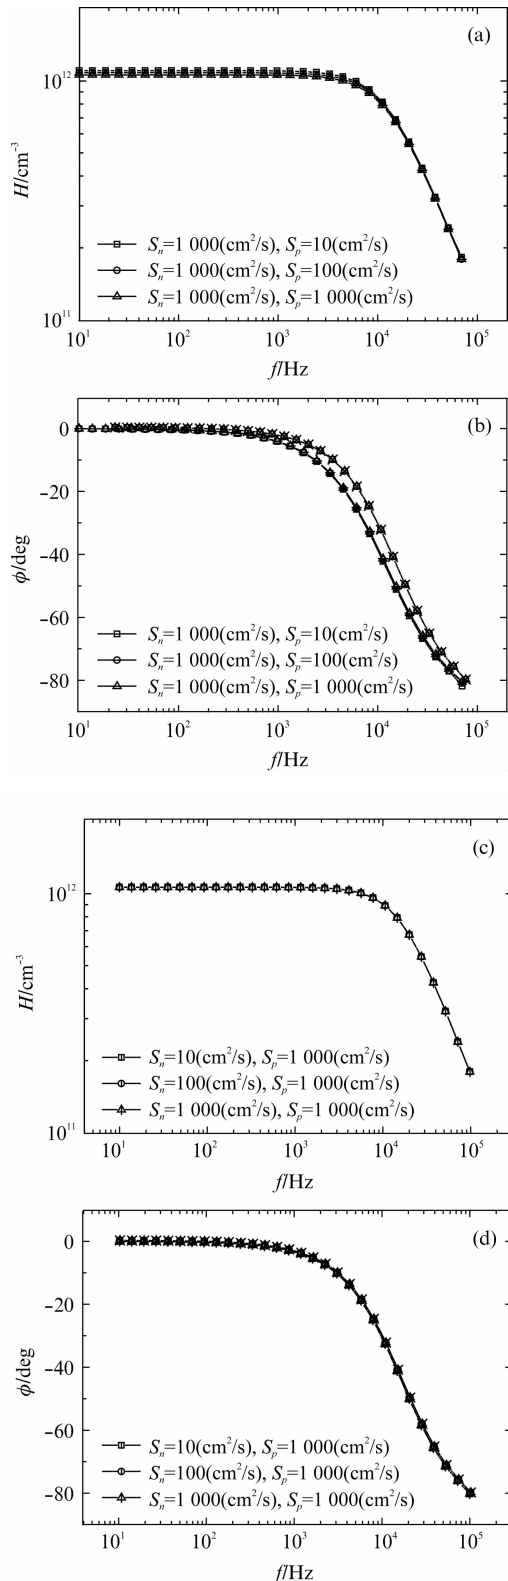 (a)
10¹²
H/cm⁻³
Sₙ=1 000(cm²/s), Sₚ=10(cm²/s)
Sₙ=1 000(cm²/s), Sₚ=100(cm²/s)
Sₙ=1 000(cm²/s), Sₚ=1 000(cm²/s)
10¹¹
10¹ 10² 10³ 10⁴ 10⁵
f/Hz
(b)
0
−20
−40
ϕ/deg
−60
Sₙ=1 000(cm²/s), Sₚ=10(cm²/s)
Sₙ=1 000(cm²/s), Sₚ=100(cm²/s)
−80
Sₙ=1 000(cm²/s), Sₚ=1 000(cm²/s)
10¹ 10² 10³ 10⁴ 10⁵
f/Hz
(c)
10¹²
H/cm⁻³
Sₙ=10(cm²/s), Sₚ=1 000(cm²/s)
Sₙ=100(cm²/s), Sₚ=1 000(cm²/s)
Sₙ=1 000(cm²/s), Sₚ=1 000(cm²/s)
10¹¹
10¹ 10² 10³ 10⁴ 10⁵
f/Hz
(d)
0
−20
−40
ϕ/deg
−60
Sₙ=10(cm²/s), Sₚ=1 000(cm²/s)
Sₙ=100(cm²/s), Sₚ=1 000(cm²/s)
−80
Sₙ=1 000(cm²/s), Sₚ=1 000(cm²/s)
10¹ 10² 10³ 10⁴ 10⁵
f/Hz